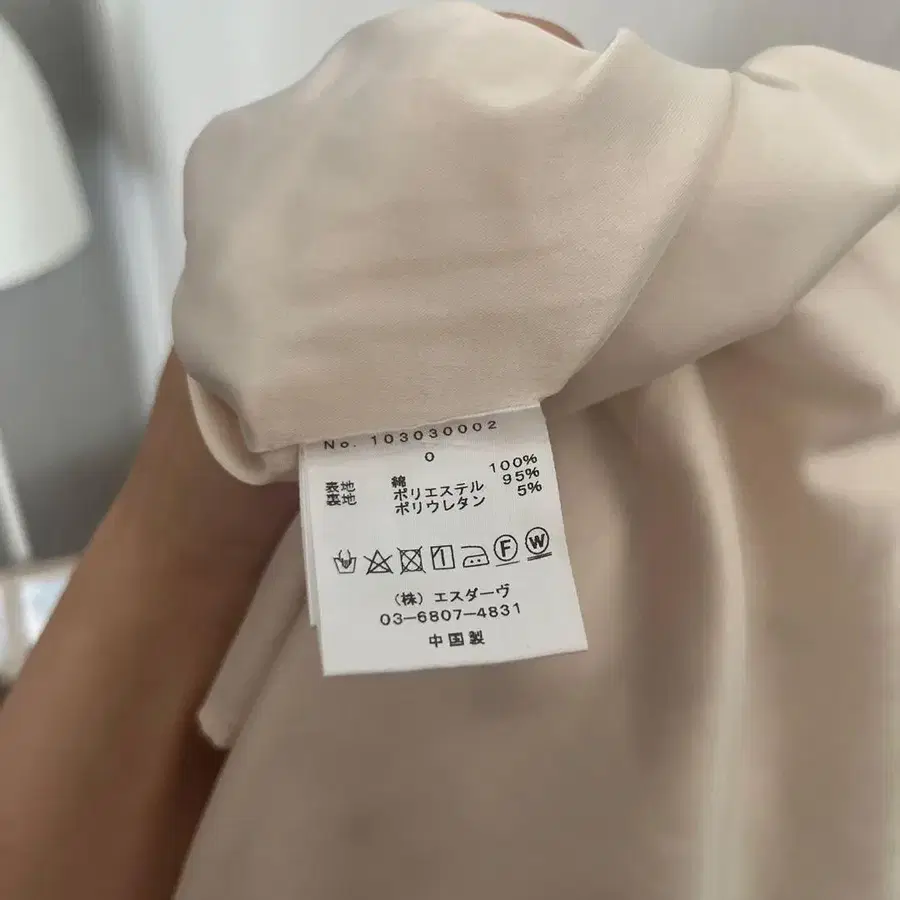 No. 103030002
0
表地 綿 100%
裏地 ポリエステル 95%
ポリウレタン 5%
F W
(株) エスダーヴ
03-6807-4831
中国製